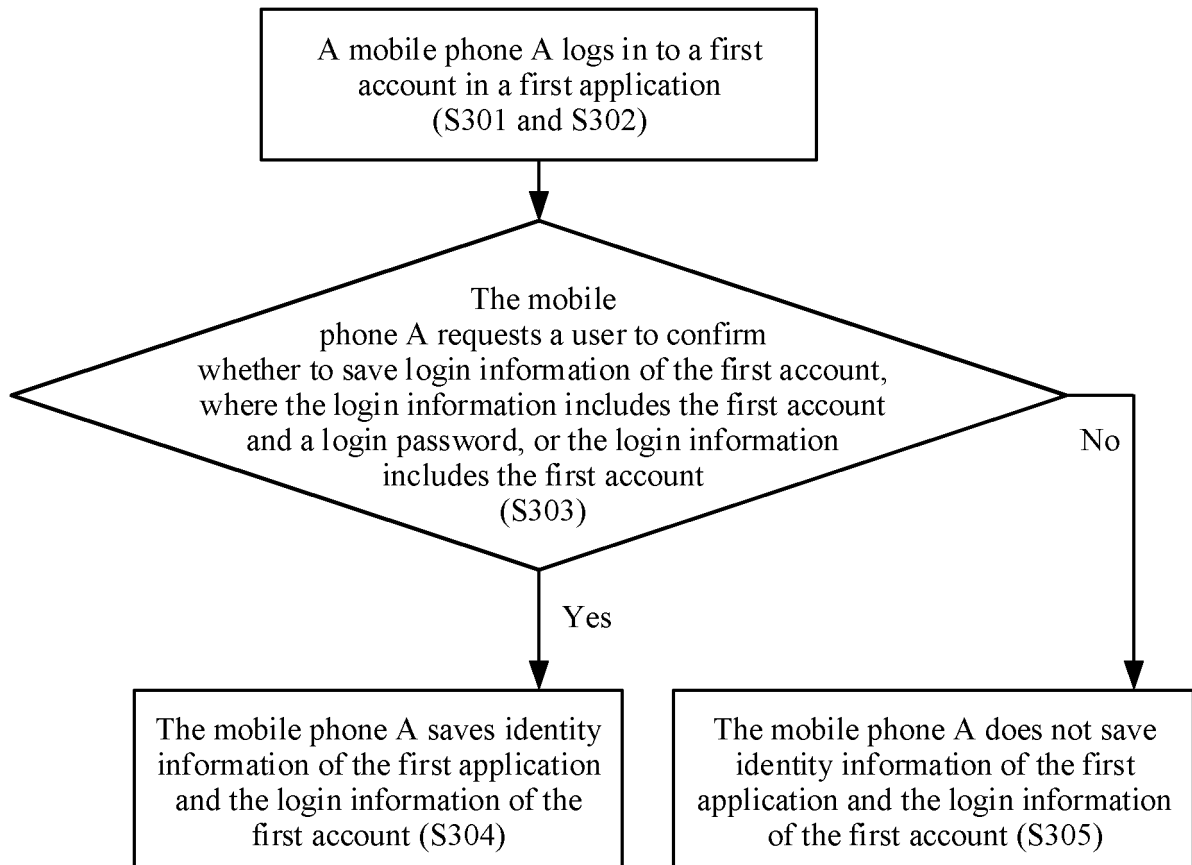 A mobile phone A logs in to a first
account in a first application
(S301 and S302)
The mobile
phone A requests a user to confirm
whether to save login information of the first account,
where the login information includes the first account
and a login password, or the login information
includes the first account
(S303)
No
Yes
The mobile phone A saves identity
information of the first application
and the login information of the
first account (S304)
The mobile phone A does not save
identity information of the first
application and the login information
of the first account (S305)